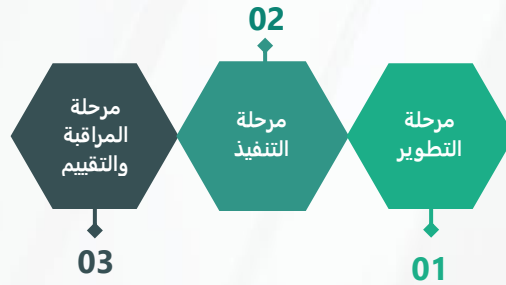 01
مرحلة
التطوير
02
مرحلة
التنفيذ
مرحلة
المراقبة
والتقييم
03